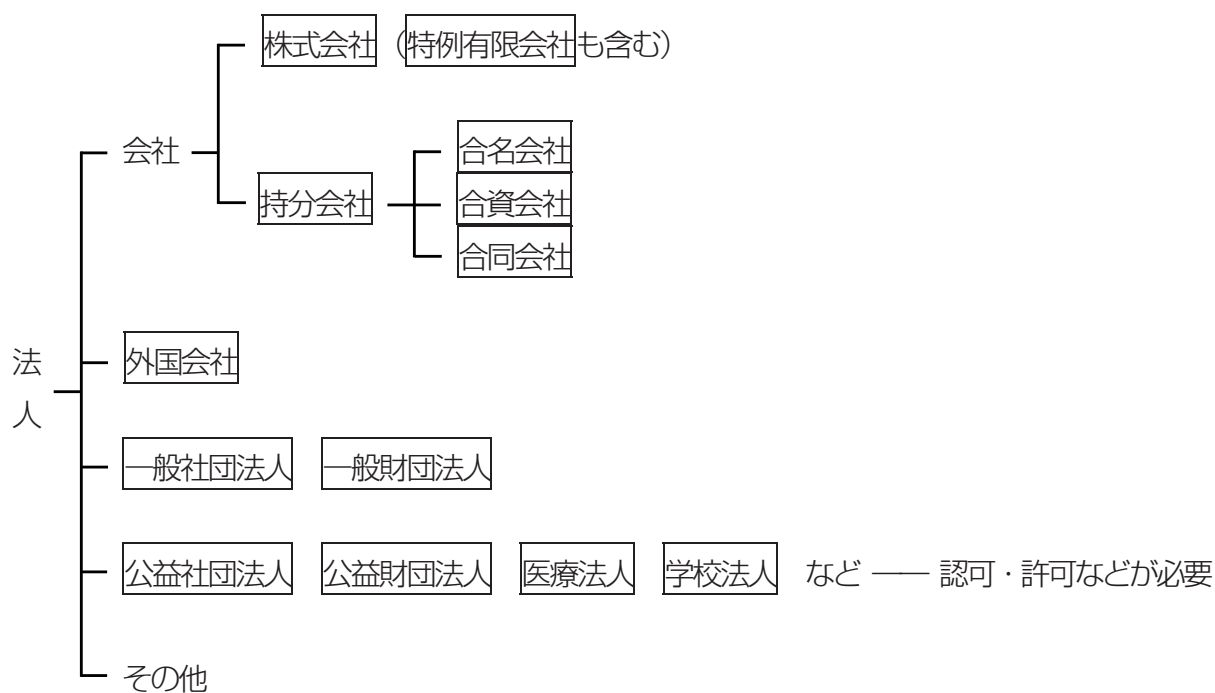 株式会社(特例有限会社も含む)
会社
合名会社
持分会社 合資会社
合同会社
法人
外国会社
一般社団法人 一般財団法人
公益社団法人 公益財団法人 医療法人 学校法人 など ―― 認可・許可などが必要
その他